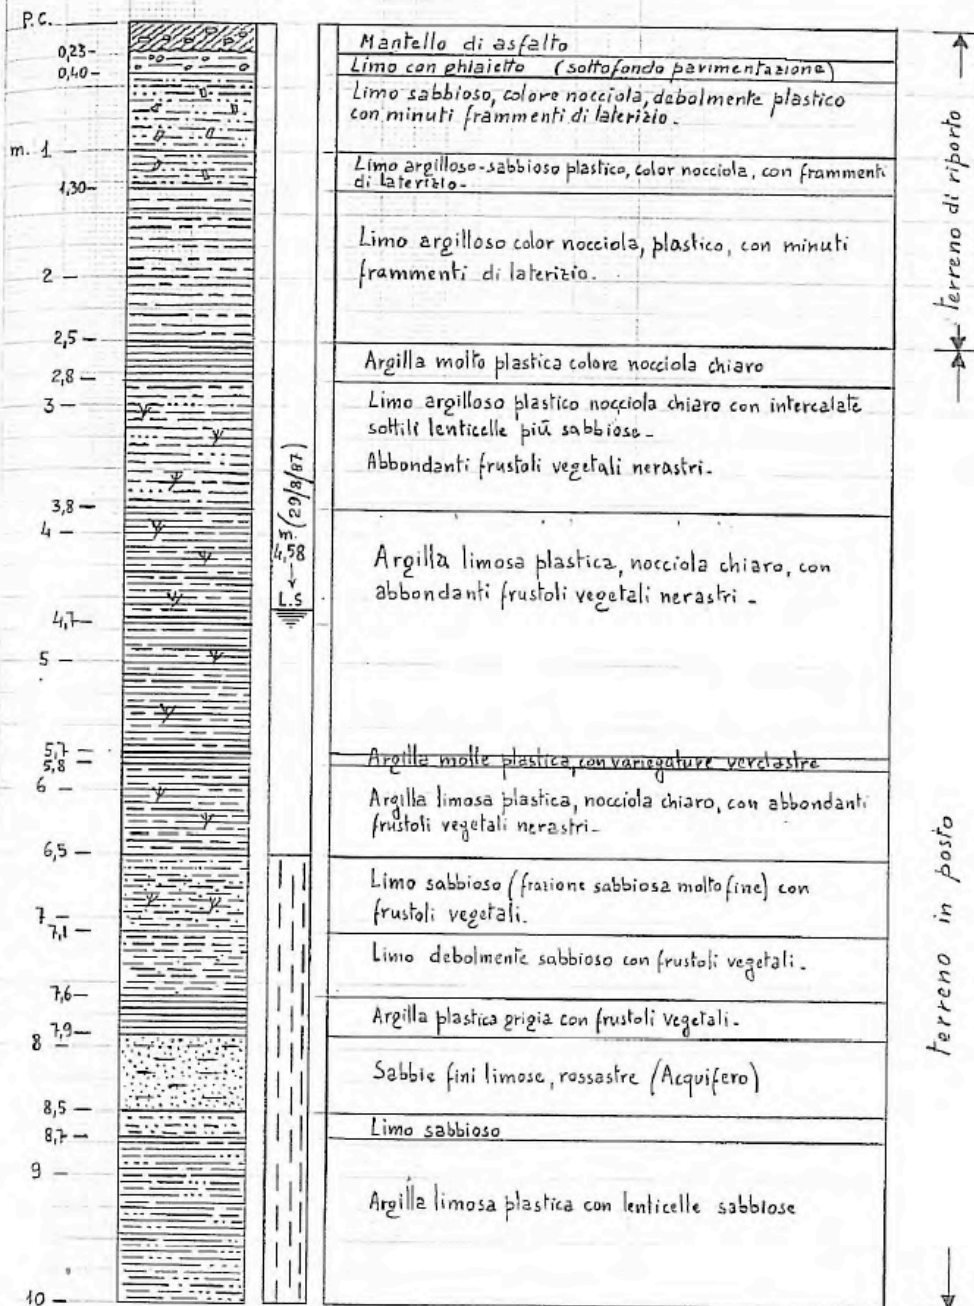 P.C.
0,23
0,40
m. 1
1,30
2
2,5
2,8
3
3,8
4
4,7
5
5,7
5,8
6
6,5
7
7,1
7,6
7,9
8
8,5
8,7
9
10
m. (29/8/87)
4,58
L.S
Mantello di asfalto
Limo con ghiaietto (sottofondo pavimentazione)
Limo sabbioso, colore nocciola, debolmente plastico
con minuti frammenti di laterizio.
Limo argilloso-sabbioso plastico, color nocciola, con frammenti
di laterizio-
Limo argilloso color nocciola, plastico, con minuti
frammenti di laterizio.
Argilla molto plastica colore nocciola chiaro
Limo argilloso plastico nocciola chiaro con intercalate
sottili lenticelle più sabbiose-
Abbondanti frustoli vegetali nerastri-
Argilla limosa plastica, nocciola chiaro, con
abbondanti frustoli vegetali nerastri-
Argilla molle plastica, con variegature verdastre
Argilla limosa plastica, nocciola chiaro, con abbondanti
frustoli vegetali nerastri-
Limo sabbioso (frazione sabbiosa molto fine) con
frustoli vegetali.
Limo debolmente sabbioso con frustoli vegetali.
Argilla plastica grigia con frustoli vegetali-
Sabbie fini limose, rossastre (Acquifero)
Limo sabbioso
Argilla limosa plastica con lenticelle sabbiose
terreno di riporto
terreno in posto